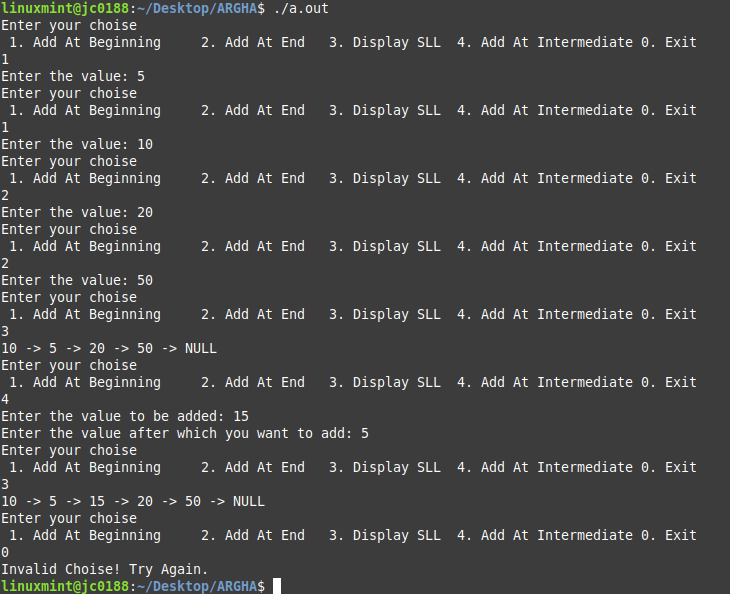 linuxmint@jc0188:~/Desktop/ARGHA$ ./a.out
Enter your choise
 1. Add At Beginning     2. Add At End   3. Display SLL  4. Add At Intermediate 0. Exit
1
Enter the value: 5
Enter your choise
 1. Add At Beginning     2. Add At End   3. Display SLL  4. Add At Intermediate 0. Exit
1
Enter the value: 10
Enter your choise
 1. Add At Beginning     2. Add At End   3. Display SLL  4. Add At Intermediate 0. Exit
2
Enter the value: 20
Enter your choise
 1. Add At Beginning     2. Add At End   3. Display SLL  4. Add At Intermediate 0. Exit
2
Enter the value: 50
Enter your choise
 1. Add At Beginning     2. Add At End   3. Display SLL  4. Add At Intermediate 0. Exit
3
10 -> 5 -> 20 -> 50 -> NULL
Enter your choise
 1. Add At Beginning     2. Add At End   3. Display SLL  4. Add At Intermediate 0. Exit
4
Enter the value to be added: 15
Enter the value after which you want to add: 5
Enter your choise
 1. Add At Beginning     2. Add At End   3. Display SLL  4. Add At Intermediate 0. Exit
3
10 -> 5 -> 15 -> 20 -> 50 -> NULL
Enter your choise
 1. Add At Beginning     2. Add At End   3. Display SLL  4. Add At Intermediate 0. Exit
0
Invalid Choise! Try Again.
linuxmint@jc0188:~/Desktop/ARGHA$